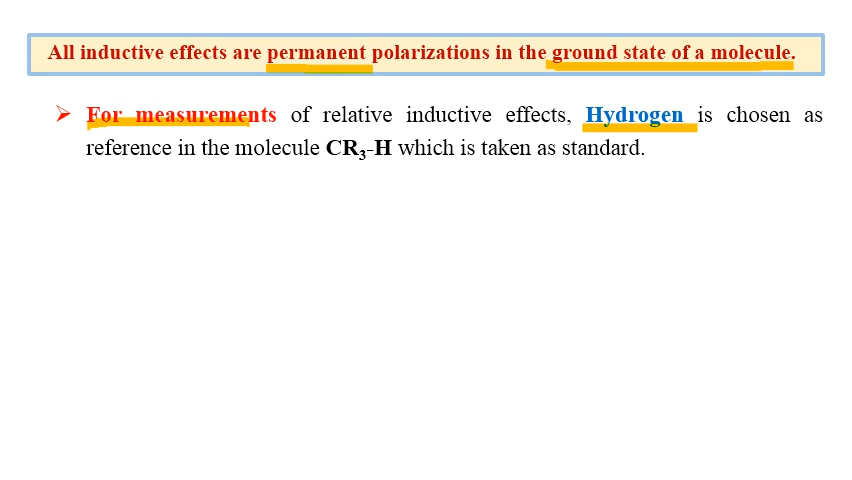 All inductive effects are permanent polarizations in the ground state of a molecule.
➢ For measurements of relative inductive effects, Hydrogen is chosen as
reference in the molecule CR₃-H which is taken as standard.